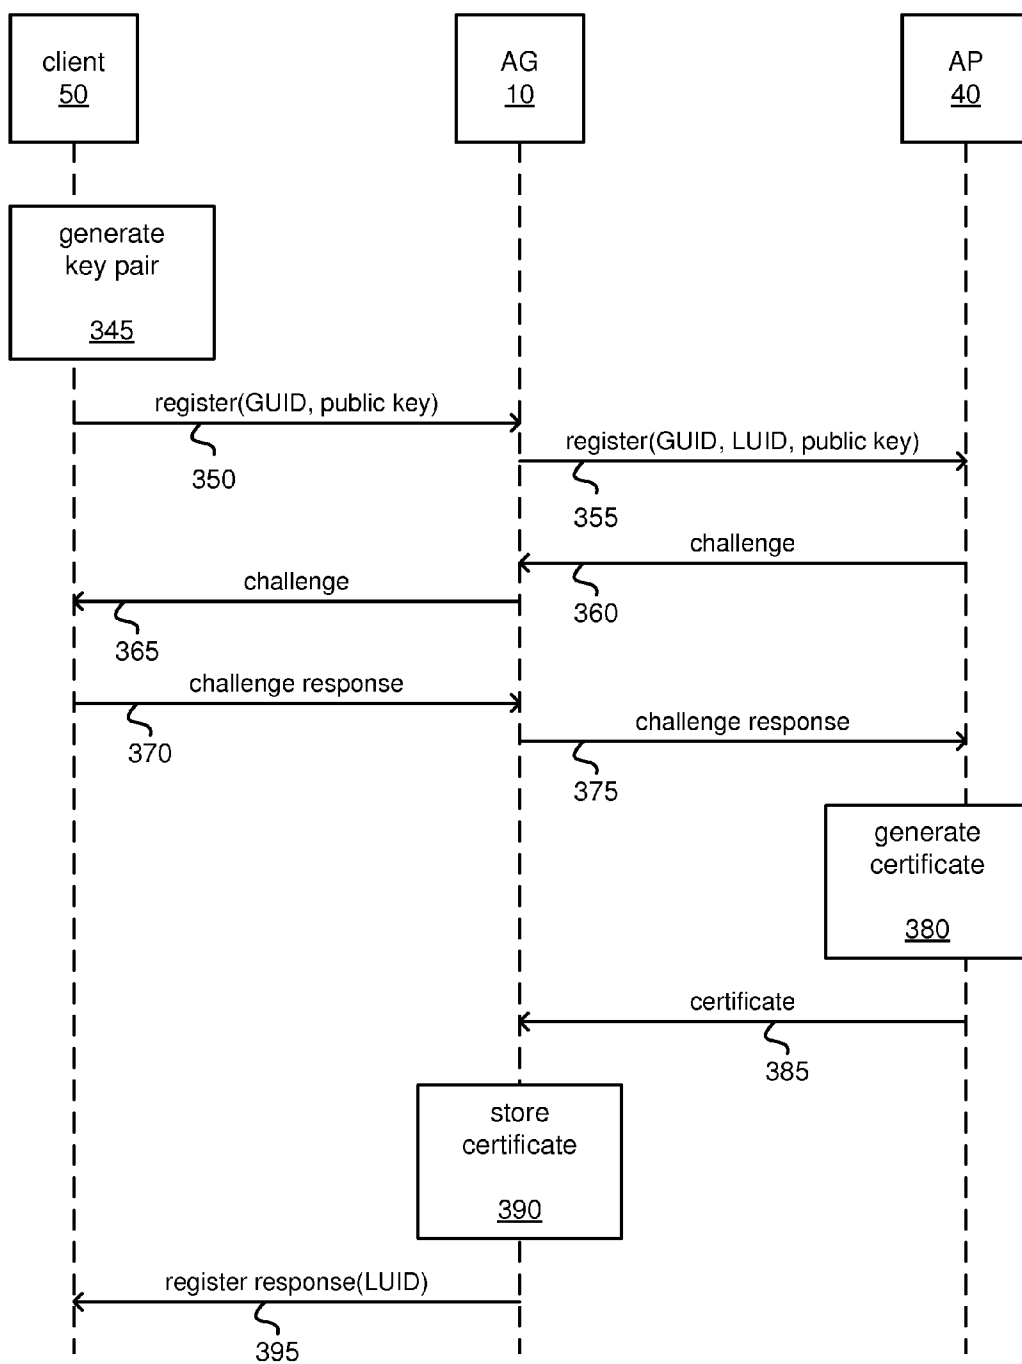 client
50
AG
10
AP
40
generate
key pair
345
register(GUID, public key)
350
register(GUID, LUID, public key)
355
challenge
360
challenge
365
challenge response
370
challenge response
375
generate
certificate
380
certificate
385
store
certificate
390
register response(LUID)
395